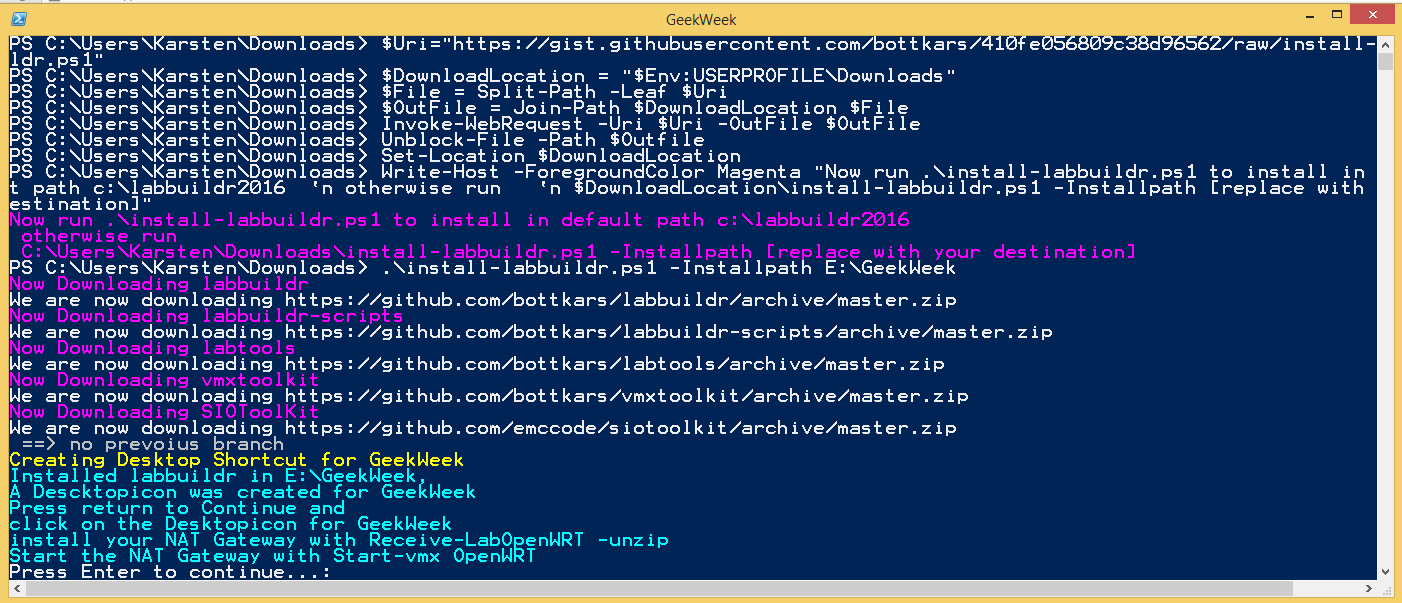 GeekWeek
PS C:\Users\Karsten\Downloads> $Uri="https://gist.githubusercontent.com/bottkars/410fe056809c38d96562/raw/install-
ldr.ps1"
PS C:\Users\Karsten\Downloads> $DownloadLocation = "$Env:USERPROFILE\Downloads"
PS C:\Users\Karsten\Downloads> $File = Split-Path -Leaf $Uri
PS C:\Users\Karsten\Downloads> $OutFile = Join-Path $DownloadLocation $File
PS C:\Users\Karsten\Downloads> Invoke-WebRequest -Uri $Uri -OutFile $OutFile
PS C:\Users\Karsten\Downloads> Unblock-File -Path $Outfile
PS C:\Users\Karsten\Downloads> Set-Location $DownloadLocation
PS C:\Users\Karsten\Downloads> Write-Host -ForegroundColor Magenta "Now run .\install-labbuildr.ps1 to install in
t path c:\labbuildr2016  `n otherwise run   `n $DownloadLocation\install-labbuildr.ps1 -Installpath [replace with
estination]"
Now run .\install-labbuildr.ps1 to install in default path c:\labbuildr2016
otherwise run
C:\Users\Karsten\Downloads\install-labbuildr.ps1 -Installpath [replace with your destination]
PS C:\Users\Karsten\Downloads> .\install-labbuildr.ps1 -Installpath E:\GeekWeek
Now Downloading labbuildr
We are now downloading https://github.com/bottkars/labbuildr/archive/master.zip
Now Downloading labbuildr-scripts
We are now downloading https://github.com/bottkars/labbuildr-scripts/archive/master.zip
Now Downloading labtools
We are now downloading https://github.com/bottkars/labtools/archive/master.zip
Now Downloading vmxtoolkit
We are now downloading https://github.com/bottkars/vmxtoolkit/archive/master.zip
Now Downloading SIOToolKit
We are now downloading https://github.com/emccode/siotoolkit/archive/master.zip
==> no prevoius branch
Creating Desktop Shortcut for GeekWeek
Installed labbuildr in E:\GeekWeek,
A Descktopicon was created for GeekWeek
Press return to Continue and
click on the Desktopicon for GeekWeek
install your NAT Gateway with Receive-LabOpenWRT -unzip
Start the NAT Gateway with Start-vmx OpenWRT
Press Enter to continue...: